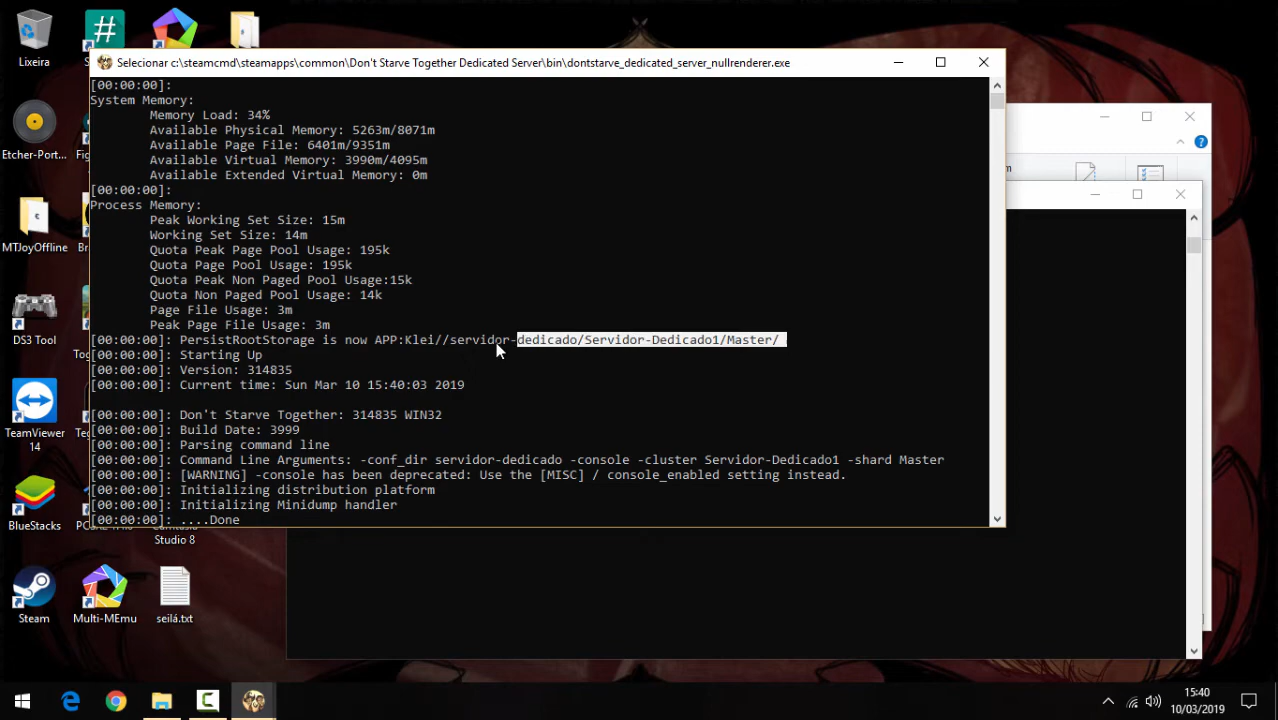 Lixeira
Selecionar c:\steamcmd\steamapps\common\Don't Starve Together Dedicated Server\bin\dontstarve_dedicated_server_nullrenderer.exe
[00:00:00]:
System Memory:
Memory Load: 34%
Available Physical Memory: 5263m/8071m
Available Page File: 6401m/9351m
Available Virtual Memory: 3990m/4095m
Available Extended Virtual Memory: 0m
[00:00:00]:
Process Memory:
Peak Working Set Size: 15m
Working Set Size: 14m
Quota Peak Page Pool Usage: 195k
Quota Page Pool Usage: 195k
Quota Peak Non Paged Pool Usage:15k
Quota Non Paged Pool Usage: 14k
Page File Usage: 3m
Peak Page File Usage: 3m
[00:00:00]: PersistRootStorage is now APP:Klei//servidor-dedicado/Servidor-Dedicado1/Master/
[00:00:00]: Starting Up
[00:00:00]: Version: 314835
[00:00:00]: Current time: Sun Mar 10 15:40:03 2019
[00:00:00]: Don't Starve Together: 314835 WIN32
[00:00:00]: Build Date: 3999
[00:00:00]: Parsing command line
[00:00:00]: Command Line Arguments: -conf_dir servidor-dedicado -console -cluster Servidor-Dedicado1 -shard Master
[00:00:00]: [WARNING] -console has been deprecated: Use the [MISC] / console_enabled setting instead.
[00:00:00]: Initializing distribution platform
[00:00:00]: Initializing Minidump handler
[00:00:00]: ....Done
Etcher-Port...
MTJoyOffline
DS3 Tool
TeamViewer
14
BlueStacks
Studio 8
Steam
Multi-MEmu
seilá.txt
15:40
10/03/2019